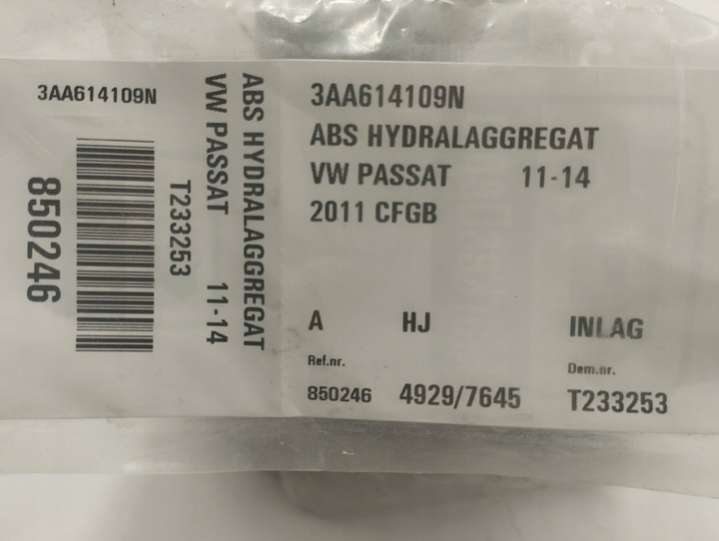 3AA614109N
850246
T233253
VW PASSAT 11-14
ABS HYDRALAGGREGAT
3AA614109N
ABS HYDRALAGGREGAT
VW PASSAT 11-14
2011 CFGB
A HJ INLAG
Ref.nr. Dem.nr.
850246 4929/7645 T233253